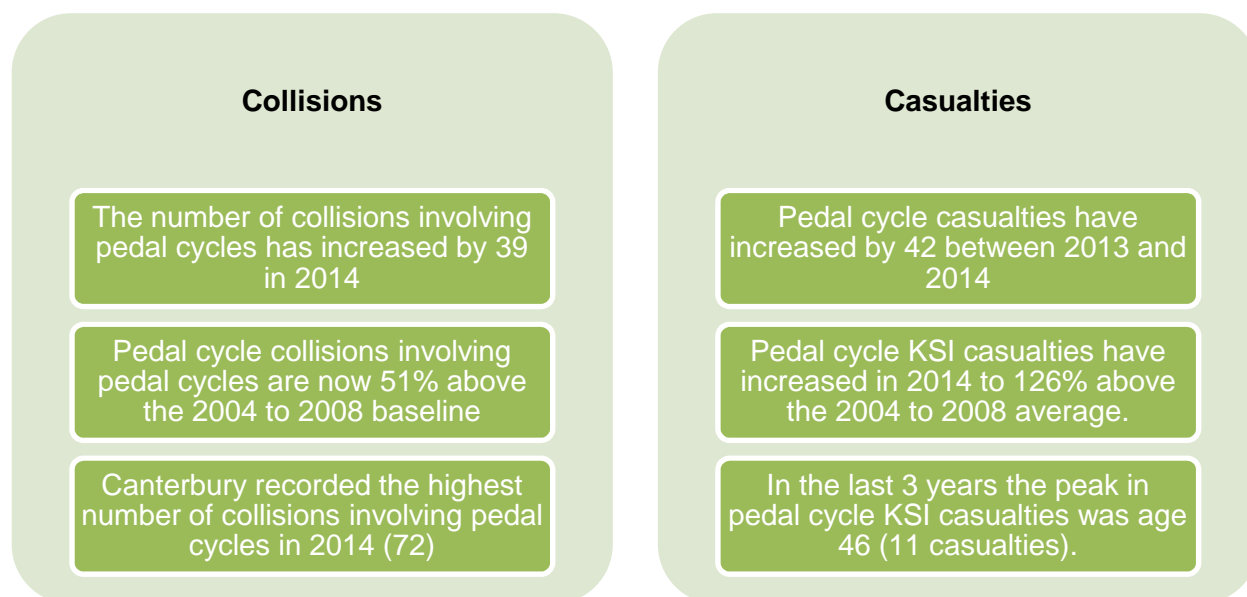 Collisions
The number of collisions involving
pedal cycles has increased by 39
in 2014
Pedal cycle collisions involving
pedal cycles are now 51% above
the 2004 to 2008 baseline
Canterbury recorded the highest
number of collisions involving pedal
cycles in 2014 (72)
Casualties
Pedal cycle casualties have
increased by 42 between 2013 and
2014
Pedal cycle KSI casualties have
increased in 2014 to 126% above
the 2004 to 2008 average.
In the last 3 years the peak in
pedal cycle KSI casualties was age
46 (11 casualties).